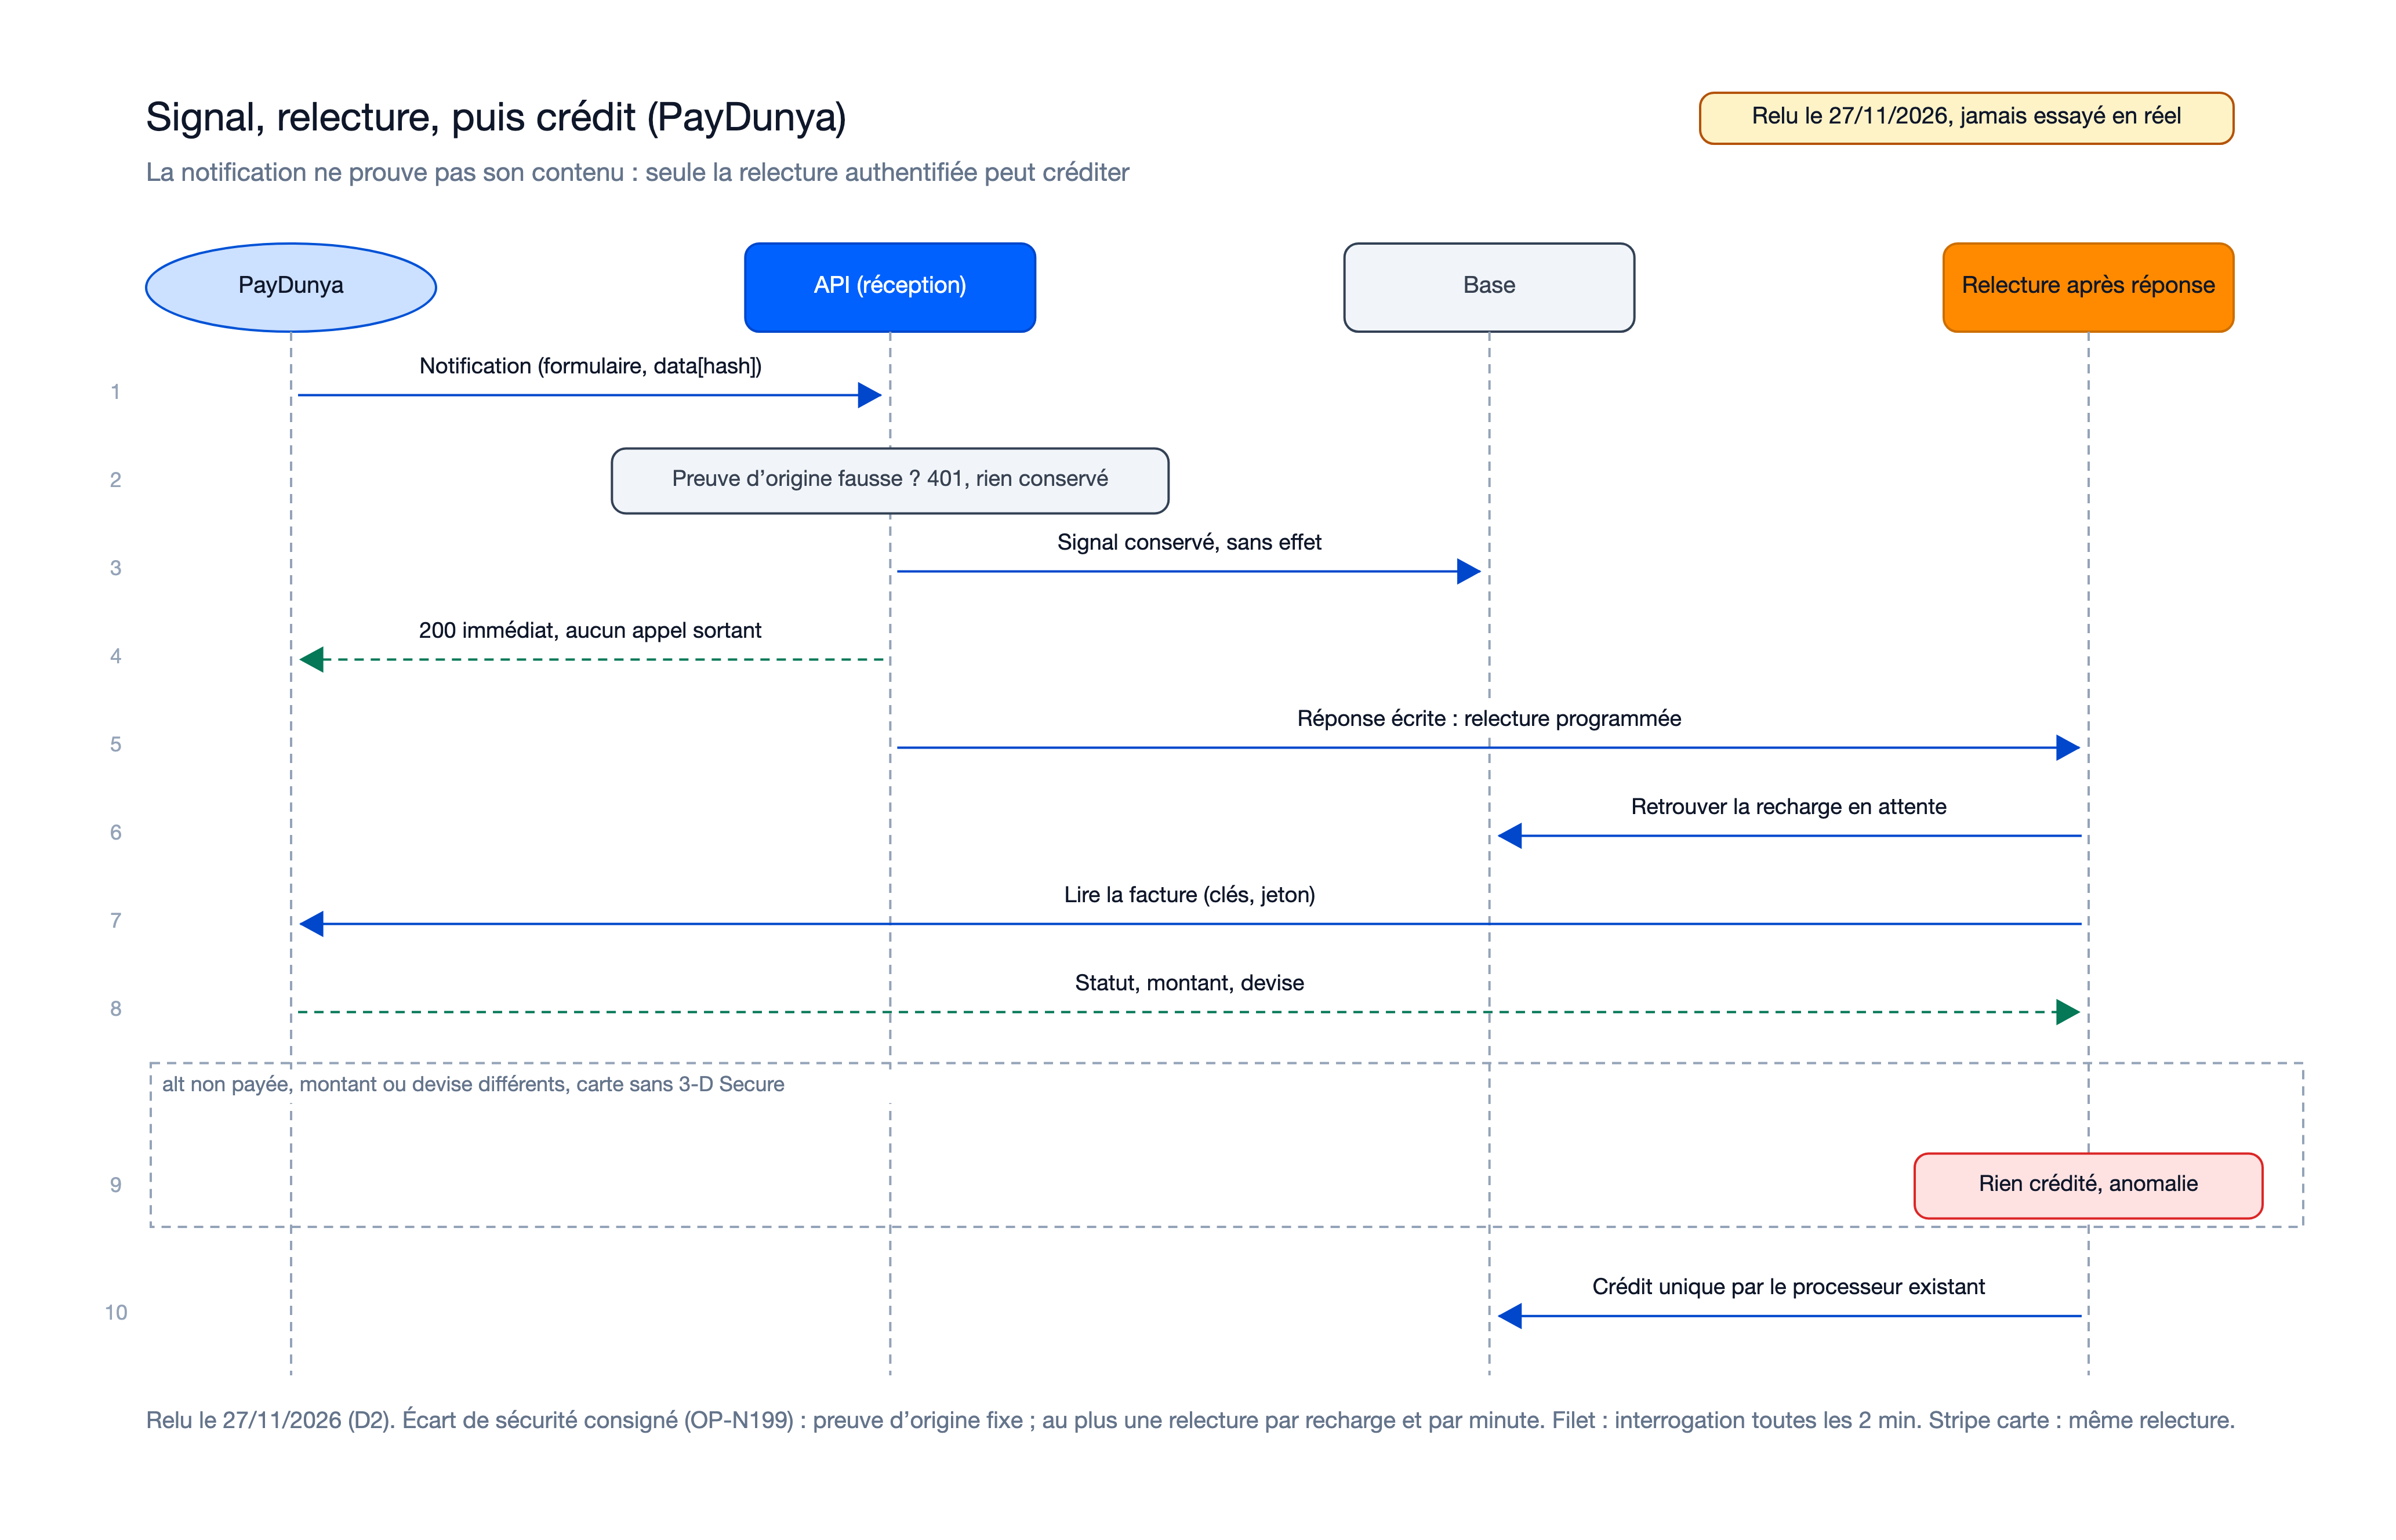 Signal, relecture, puis crédit (PayDunya)
Relu le 27/11/2026, jamais essayé en réel
La notification ne prouve pas son contenu : seule la relecture authentifiée peut créditer
PayDunya
API (réception)
Base
Relecture après réponse
Notification (formulaire, data[hash])
1
Preuve d’origine fausse ? 401, rien conservé
2
Signal conservé, sans effet
3
200 immédiat, aucun appel sortant
4
Réponse écrite : relecture programmée
5
Retrouver la recharge en attente
6
Lire la facture (clés, jeton)
7
Statut, montant, devise
8
alt non payée, montant ou devise différents, carte sans 3-D Secure
9
Rien crédité, anomalie
Crédit unique par le processeur existant
10
Relu le 27/11/2026 (D2). Écart de sécurité consigné (OP-N199) : preuve d’origine fixe ; au plus une relecture par recharge et par minute. Filet : interrogation toutes les 2 min. Stripe carte : même relecture.